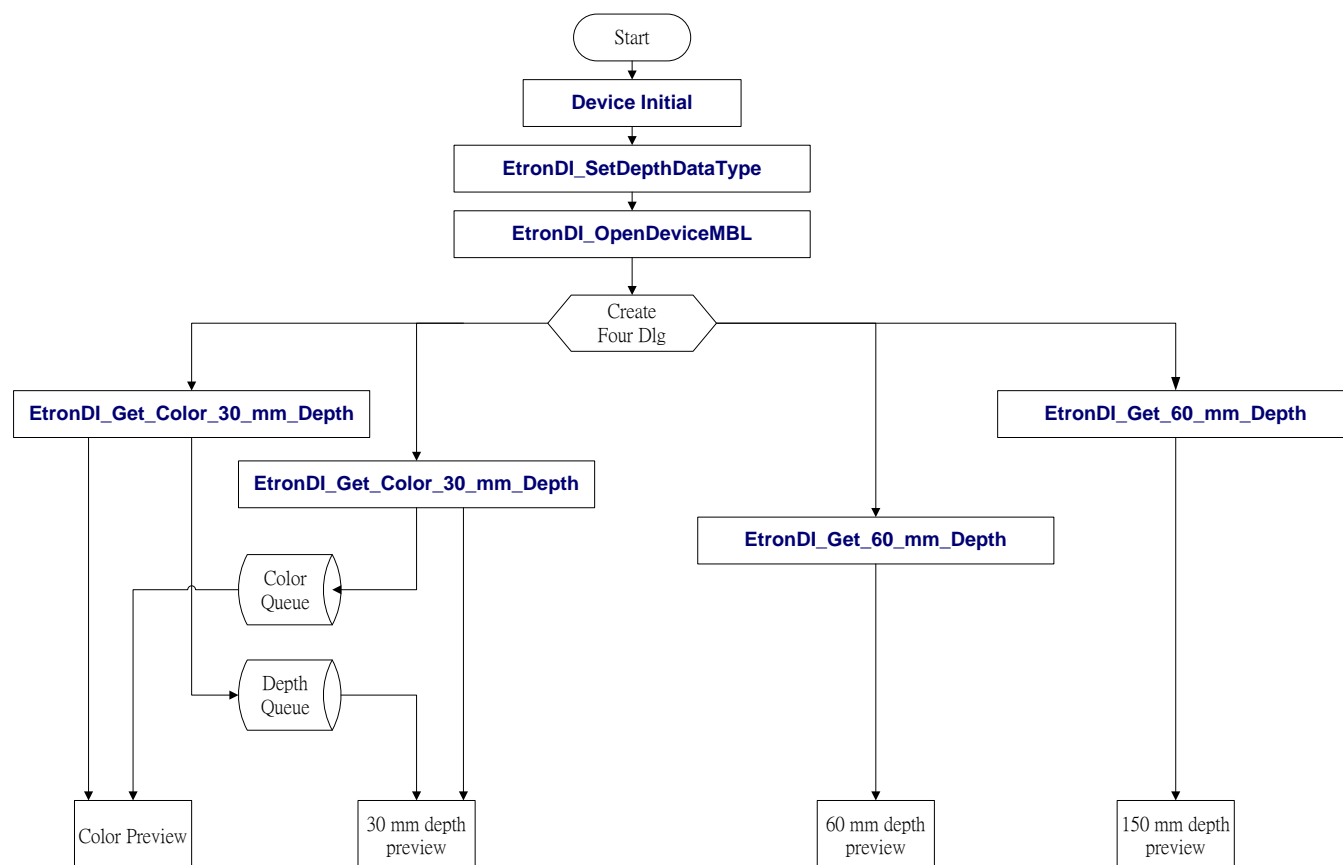 Start
Device Initial
EtronDI_SetDepthDataType
EtronDI_OpenDeviceMBL
Create
Four Dlg
EtronDI_Get_Color_30_mm_Depth
EtronDI_Get_60_mm_Depth
EtronDI_Get_Color_30_mm_Depth
EtronDI_Get_60_mm_Depth
Color
Queue
Depth
Queue
Color Preview
30 mm depth
preview
60 mm depth
preview
150 mm depth
preview